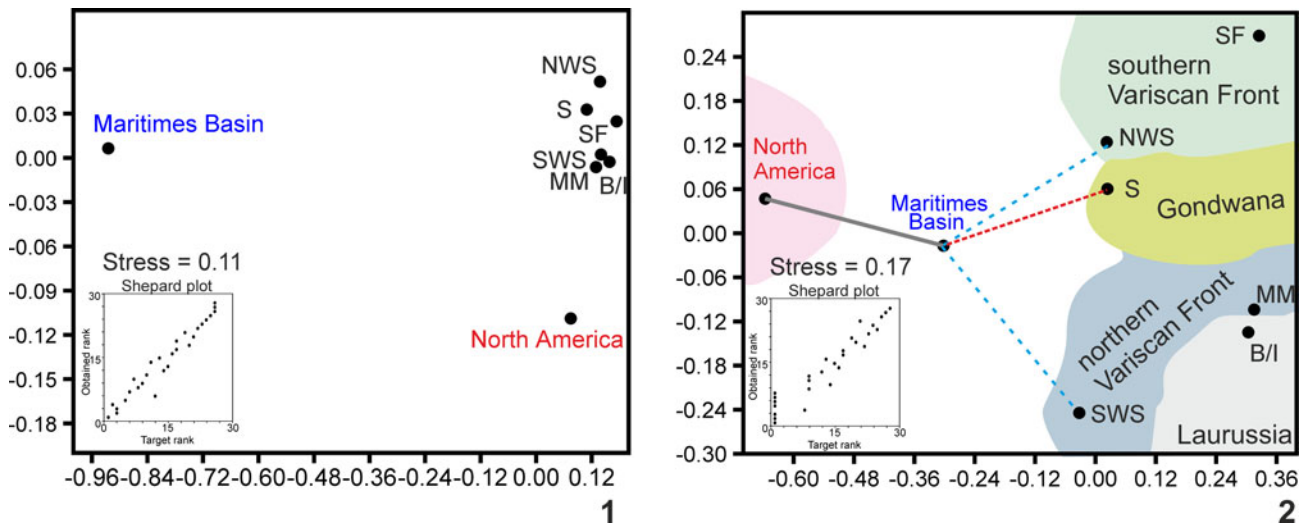 0.06
0.03
0.00
-0.03
-0.06
-0.09
-0.12
-0.15
-0.18
NWS
S
SF
SWS
MM B/I
Maritimes Basin
North America
Stress = 0.11
Shepard plot
30
15
0
Obtained rank
0 15 30
Target rank
-0.96 -0.84 -0.72 -0.60 -0.48 -0.36 -0.24 -0.12 0.00 0.12
1
0.24
0.18
0.12
0.06
0.00
-0.06
-0.12
-0.18
-0.24
-0.30
SF
southern
Variscan Front
NWS
North
America
S
Gondwana
Maritimes
Basin
Stress = 0.17
Shepard plot
30
15
0
Obtained rank
0 15 30
Target rank
northern
Variscan Front
MM
B/I
SWS
Laurussia
-0.60 -0.48 -0.36 -0.24 -0.12 0.00 0.12 0.24 0.36
2